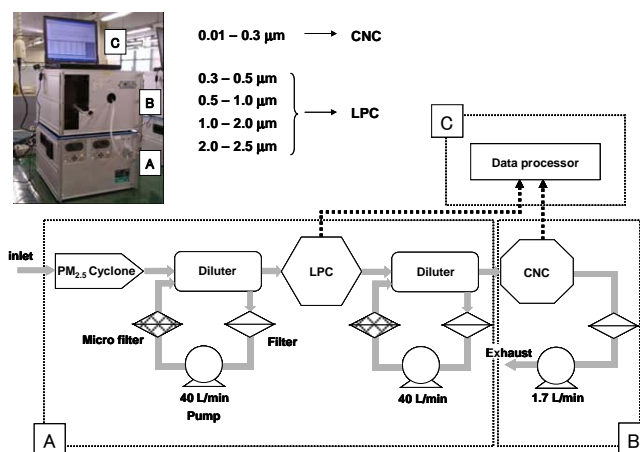 C
B
A
0.01 – 0.3 µm
CNC
0.3 – 0.5 µm
0.5 – 1.0 µm
1.0 – 2.0 µm
2.0 – 2.5 µm
LPC
C
Data processor
inlet
PM2.5 Cyclone
Diluter
LPC
Diluter
CNC
Micro filter
Filter
Exhaust
40 L/min
Pump
40 L/min
1.7 L/min
A
B